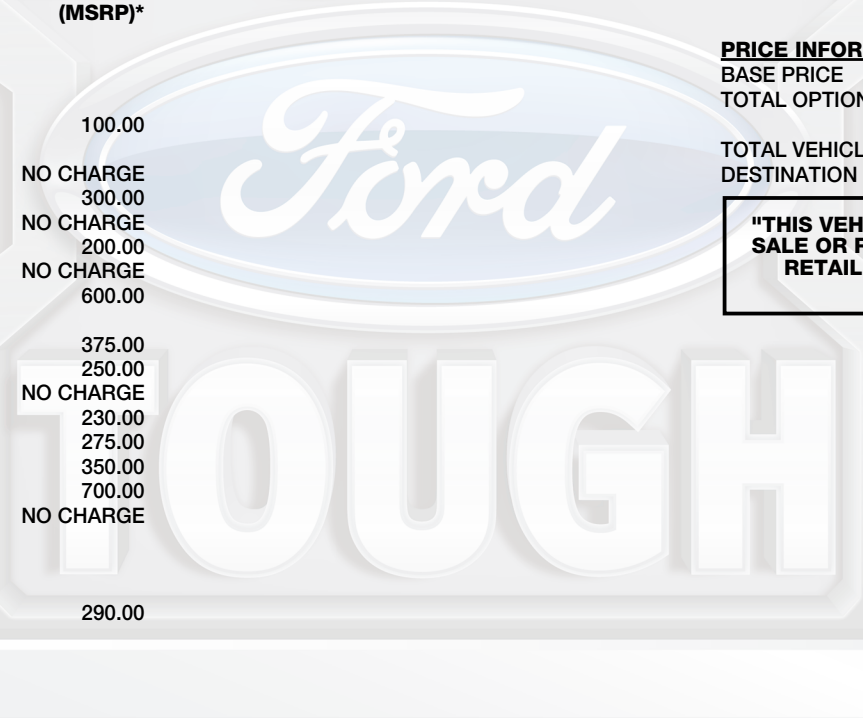 (MSRP)*
100.00
NO CHARGE
300.00
NO CHARGE
200.00
NO CHARGE
600.00
375.00
250.00
NO CHARGE
230.00
275.00
350.00
700.00
NO CHARGE
290.00
PRICE INFOR
BASE PRICE
TOTAL OPTION
TOTAL VEHICL
DESTINATION
"THIS VEH
SALE OR F
RETAIL
Ford
TOUGH